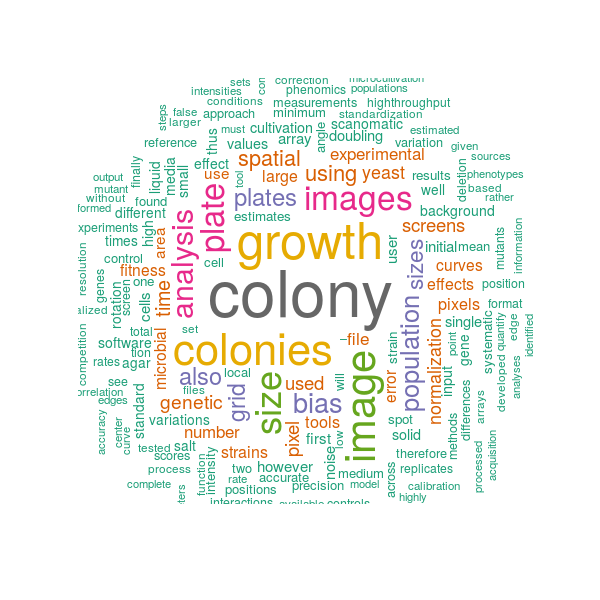 sets
con
correction
microcultivation
intensities
phenomics
populations
steps
false
conditions
measurements
highthroughput
larger
approach
minimum
standardization
reference
thus
must
cultivation
scanomatic
estimated
values
array
angle
doubling
variation
given
sources
output
finally
liquid
media
small
effect
spatial
experimental
mutant
use
tool
large
using
yeast
results
deletion
phenotypes
without
found
plate
plates
images
well
based
rather
formed
different
estimates
background
experiments
times
high
area
analysis
growth
user
sizes
screens
mutants
information
control
initial
mean
resolution
genes
fitness
cell
curves
rotation
screen
one
cells
time
colony
population
effects
position
alized
pixels
format
competition
total
software
set
file
strain
normalization
single
point
systematic
developed
quantify
edge
identified
tion
colonies
image
gene
rates
agar
microbial
also
local
will
error
input
differences
analyses
see
size
used
correlation
edges
standard
genetic
files
grid
bias
arrays
variations
number
pixel
tools
spot
methods
accuracy
center
curve
first
low
solid
tested
salt
intensity
strains
noise
therefore
processed
acquisition
scores
process
function
two
however
medium
across
replicates
complete
rate
accurate
precision
model
calibration
ters
positions
highly
interactions
available
controls